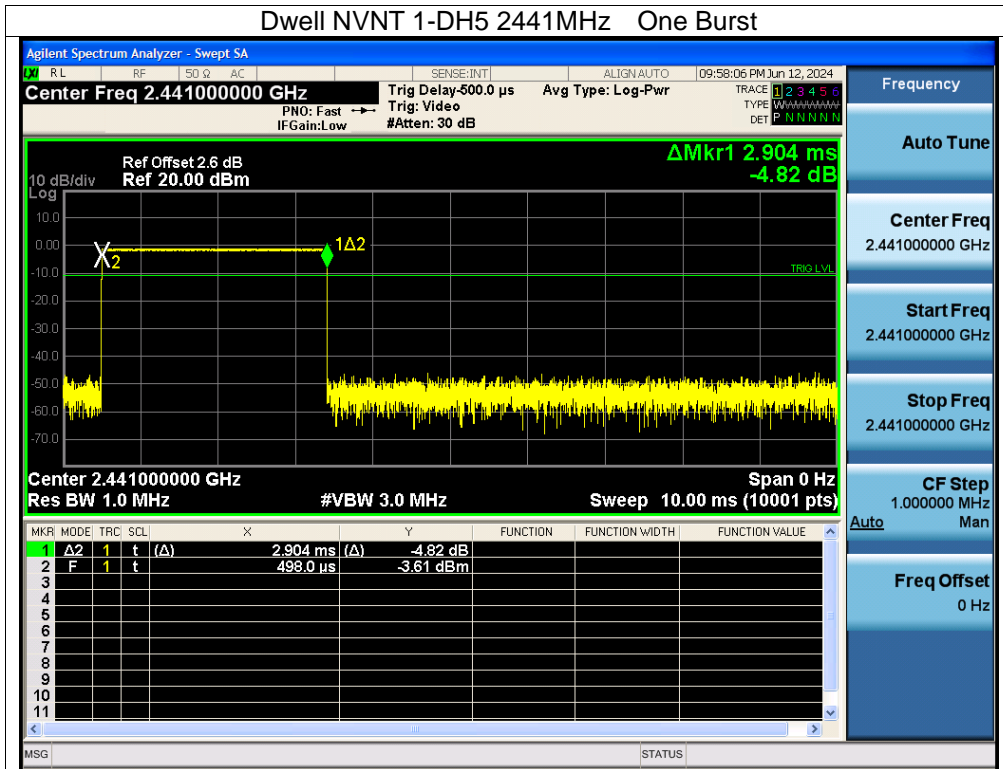 Dwell NVNT 1-DH5 2441MHz One Burst
Agilent Spectrum Analyzer - Swept SA
LXI RL RF 50 Ω AC SENSE:INT ALIGN AUTO 09:58:06 PM Jun 12, 2024
Center Freq 2.441000000 GHz Trig Delay-500.0 µs Avg Type: Log-Pwr TRACE 1 2 3 4 5 6
PNO: Fast Trig: Video TYPE WWWWWW
IFGain:Low #Atten: 30 dB DET P N N N N N
Frequency
Auto Tune
Center Freq
2.441000000 GHz
Start Freq
2.441000000 GHz
Stop Freq
2.441000000 GHz
CF Step
1.000000 MHz
Auto Man
Freq Offset
0 Hz
ΔMkr1 2.904 ms
-4.82 dB
Ref Offset 2.6 dB
10 dB/div Ref 20.00 dBm
Log
10.0
0.00
-10.0
-20.0
-30.0
-40.0
-50.0
-60.0
-70.0
X2
1Δ2
TRIG LVL
Center 2.441000000 GHz Span 0 Hz
Res BW 1.0 MHz #VBW 3.0 MHz Sweep 10.00 ms (10001 pts)
MKR MODE TRC SCL X Y FUNCTION FUNCTION WIDTH FUNCTION VALUE
1 Δ2 1 t (Δ) 2.904 ms (Δ) -4.82 dB
2 F 1 t 498.0 µs -3.61 dBm
3
4
5
6
7
8
9
10
11
MSG STATUS